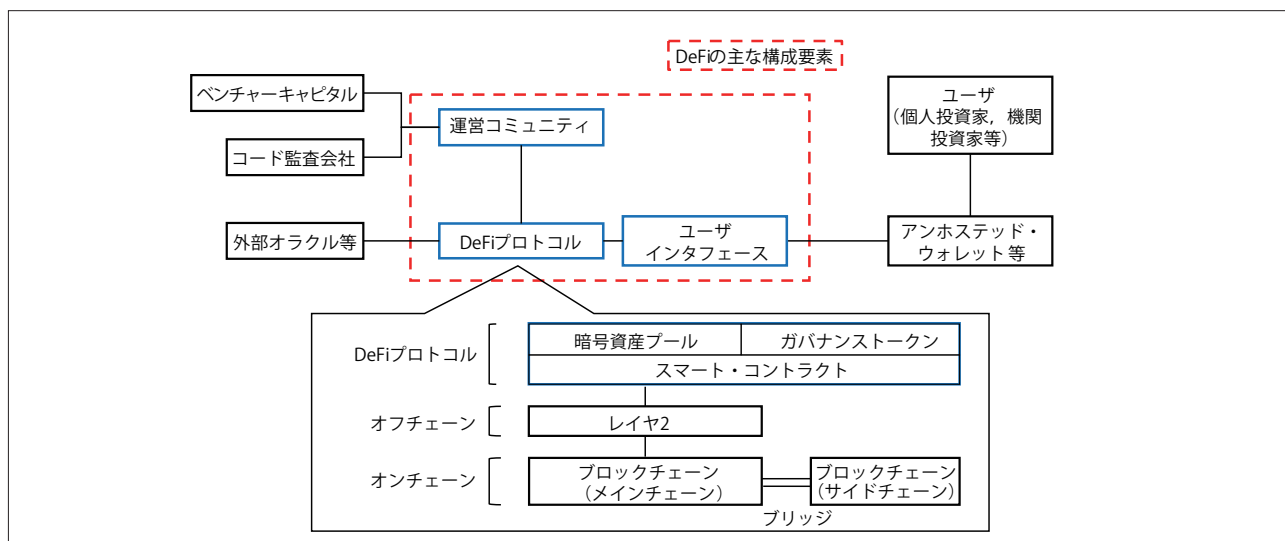 DeFiの主な構成要素
ベンチャーキャピタル
コード監査会社
運営コミュニティ
ユーザ
（個人投資家，機関
投資家等）
外部オラクル等
DeFiプロトコル
ユーザ
インタフェース
アンホステッド・
ウォレット 等
DeFiプロトコル
暗号資産プール
ガバナンストークン
スマート・コントラクト
オフチェーン
レイヤ2
オンチェーン
ブロックチェーン
（メインチェーン）
ブロックチェーン
（サイドチェーン）
ブリッジ